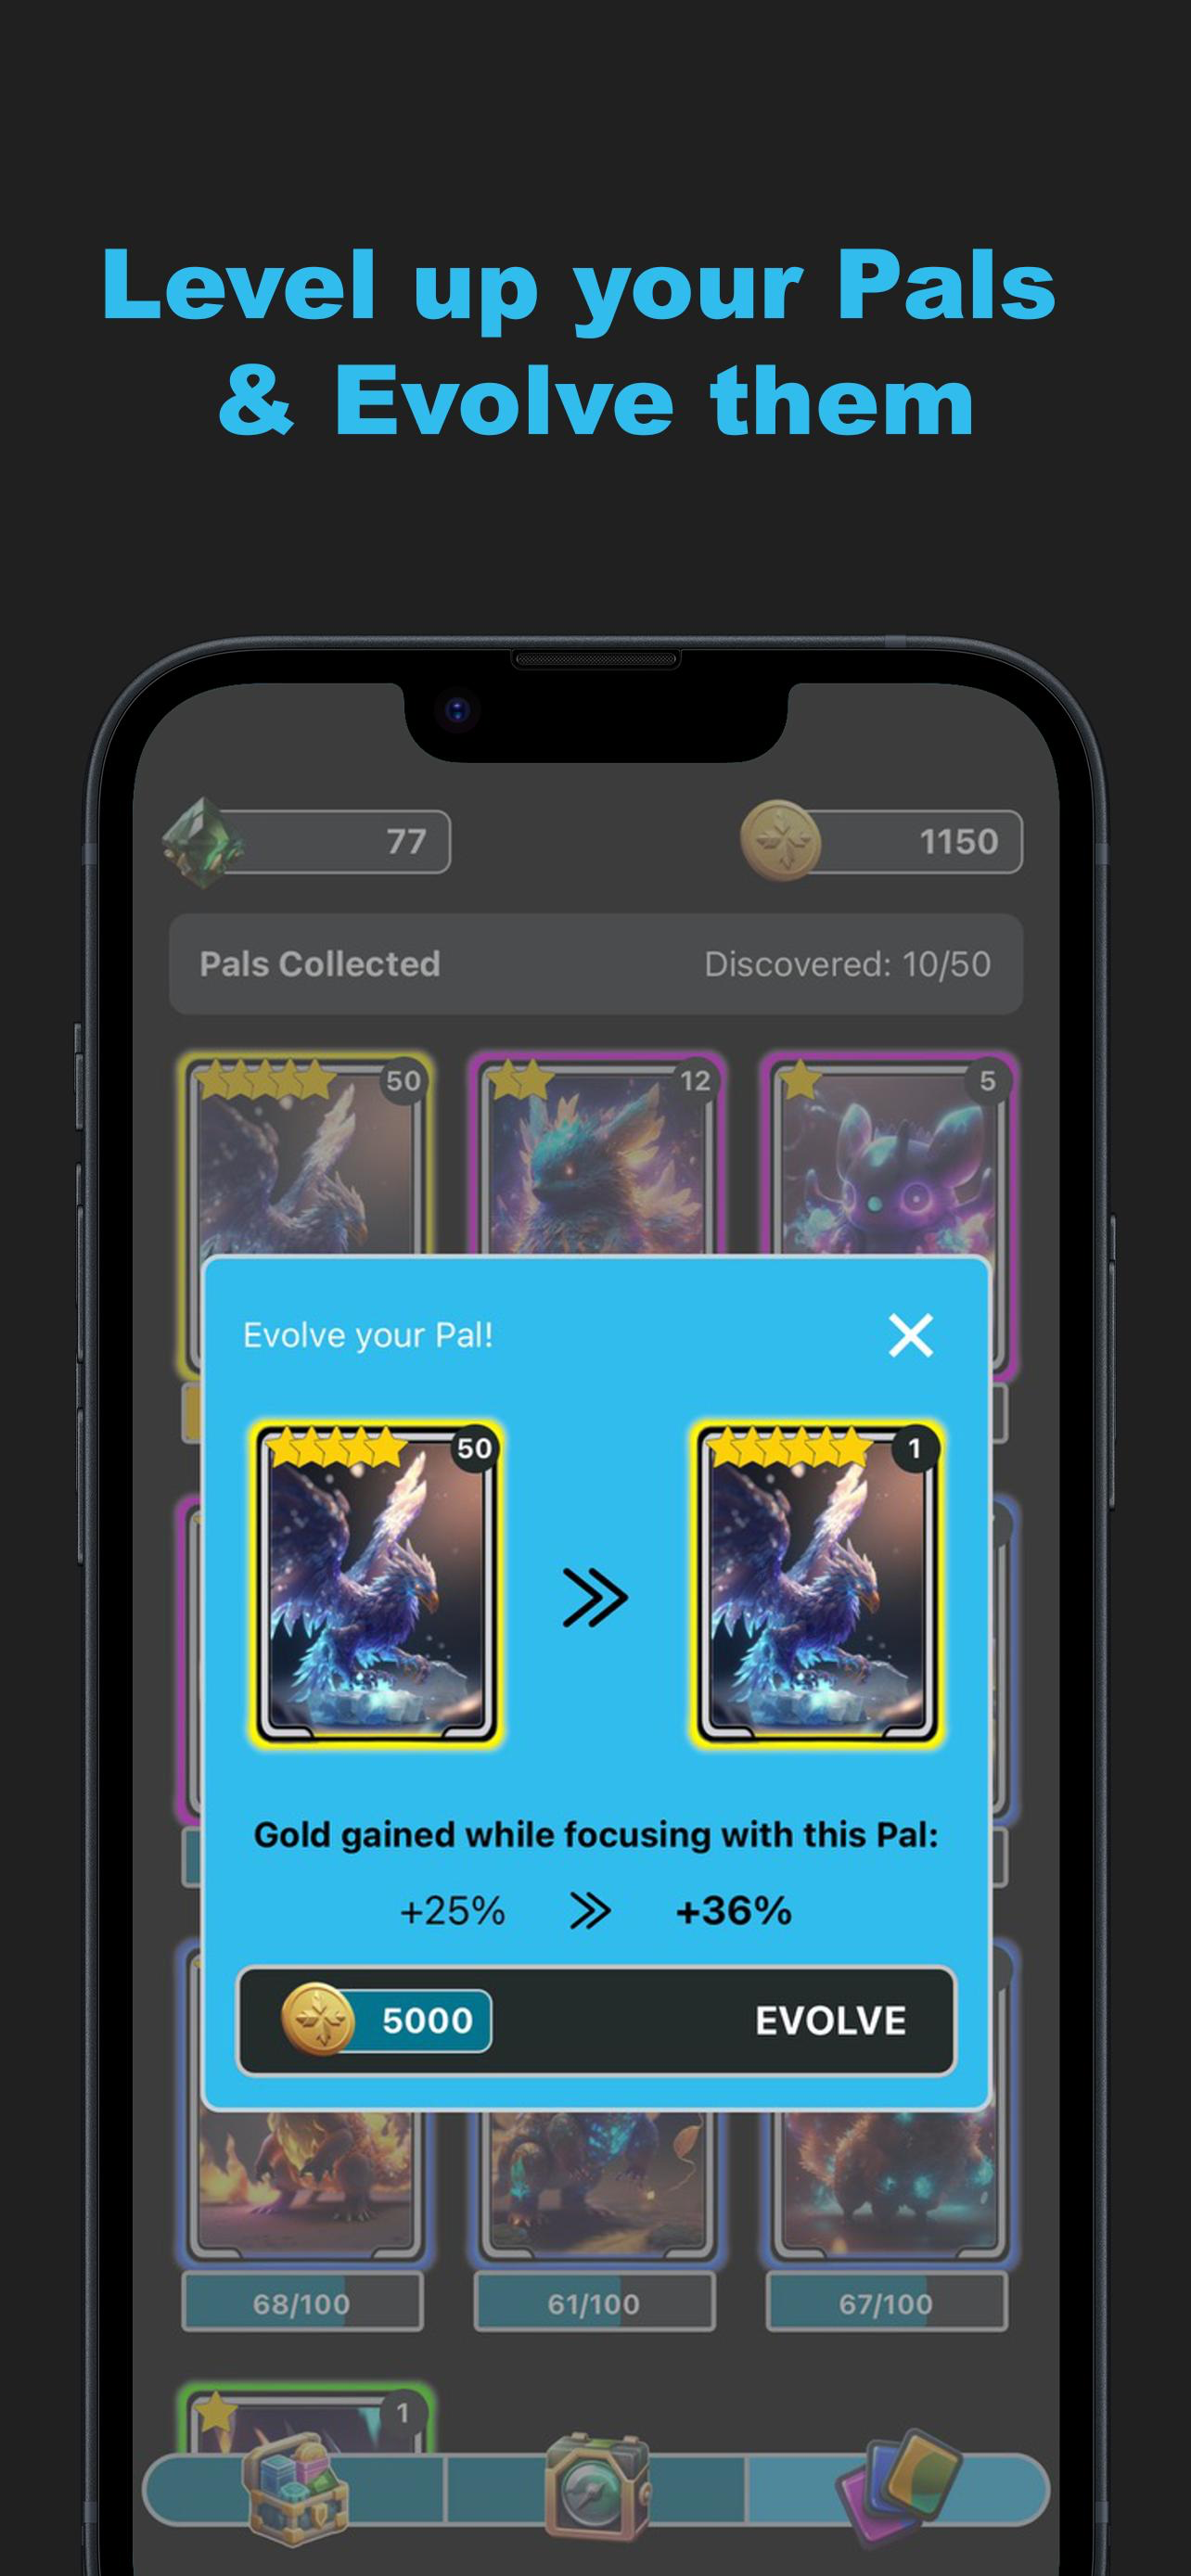 Level up your Pals
& Evolve them
77
1150
Pals Collected
Discovered: 10/50
50
12
5
Evolve your Pal!
50
1
Gold gained while focusing with this Pal:
+25%
+36%
5000
EVOLVE
68/100
61/100
67/100
1